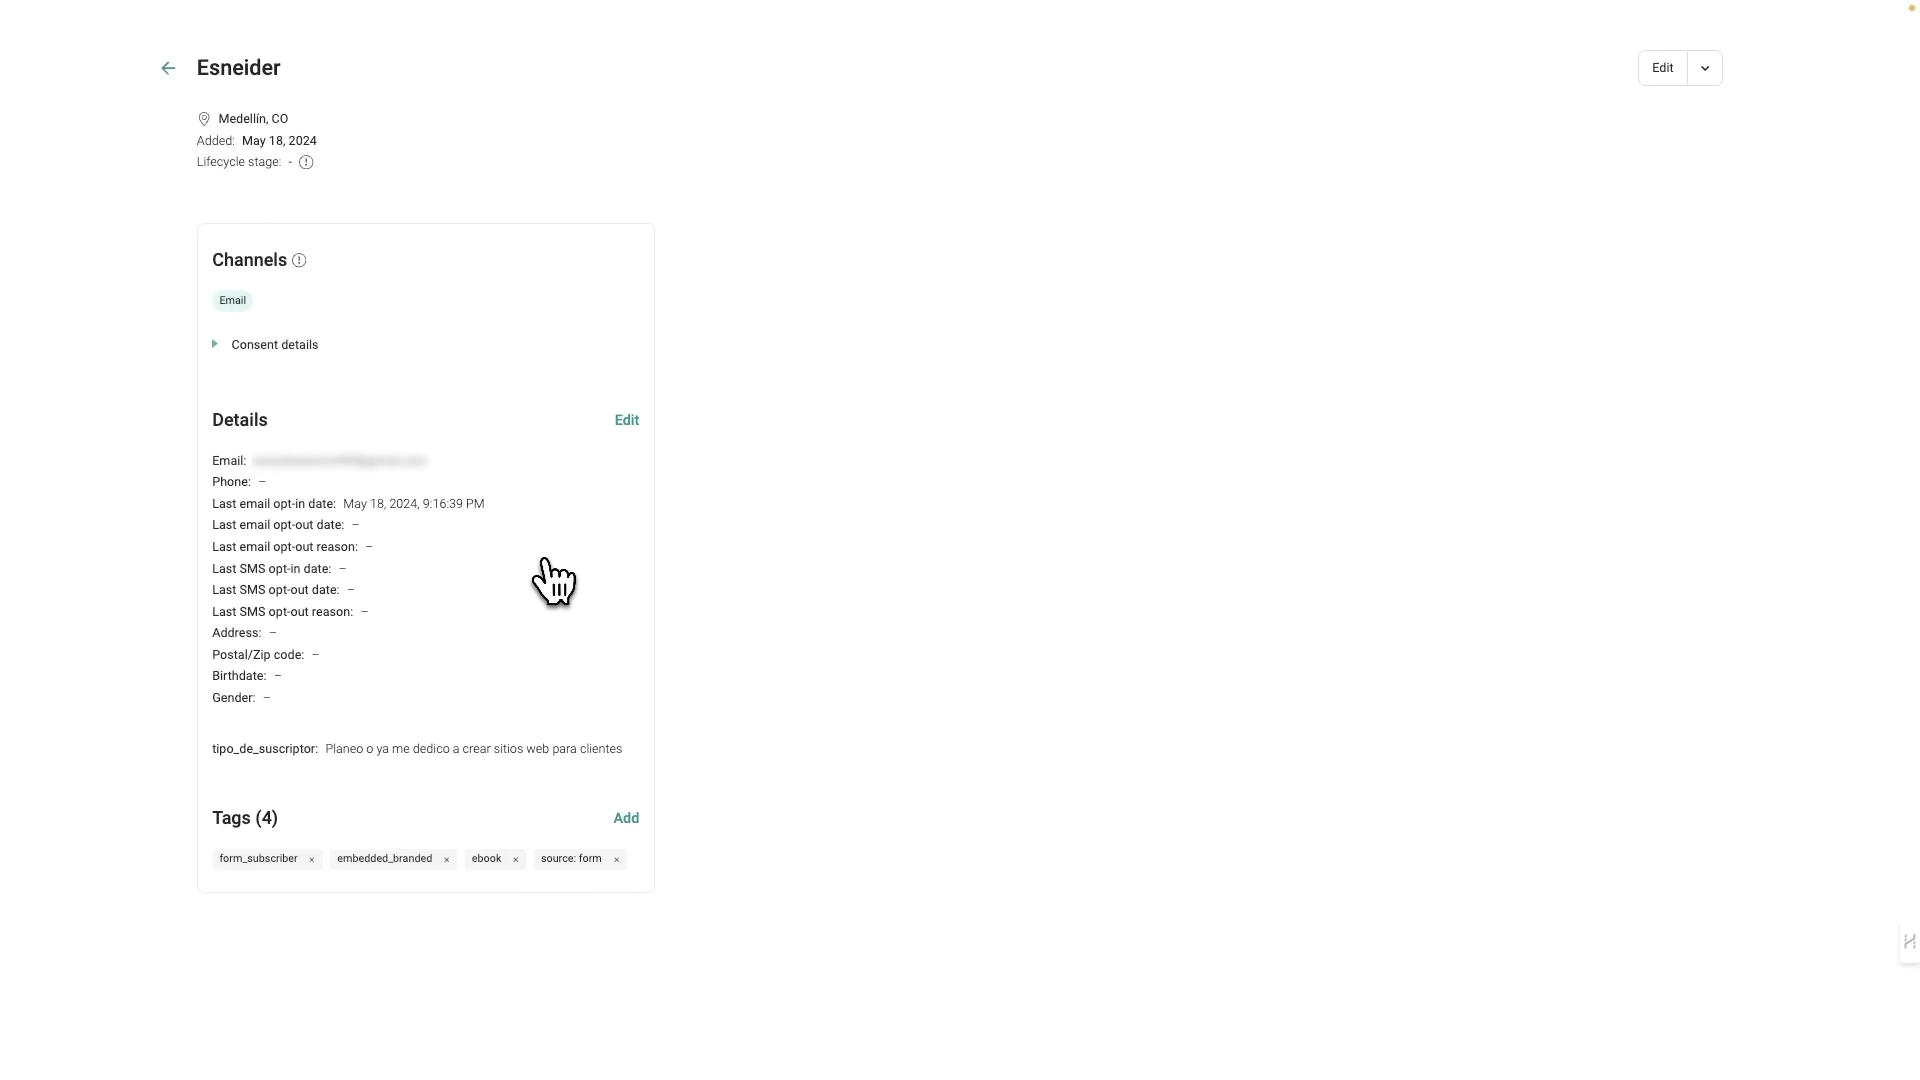 Esneider
Edit
Medellín, CO
Added: May 18, 2024
Lifecycle stage: -
Channels
Email
Consent details
Details
Edit
Email:
Phone: –
Last email opt-in date: May 18, 2024, 9:16:39 PM
Last email opt-out date: –
Last email opt-out reason: –
Last SMS opt-in date: –
Last SMS opt-out date: –
Last SMS opt-out reason: –
Address: –
Postal/Zip code: –
Birthdate: –
Gender: –
tipo_de_suscriptor: Planeo o ya me dedico a crear sitios web para clientes
Tags (4)
Add
form_subscriber × embedded_branded × ebook × source: form ×